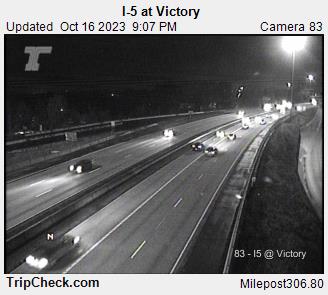 I-5 at Victory
Updated Oct 16 2023 9:07 PM Camera 83
T
N
83 - I5 @ Victory
TripCheck.com Milepost306.80